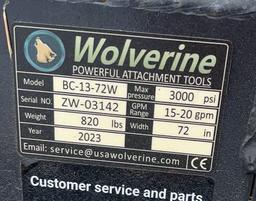 Wolverine
POWERFUL ATTACHMENT TOOLS
Model BC-13-72W Max pressure 3000 psi
Serial NO. ZW-03142 GPM Range 15-20 gpm
Weight 820 lbs Width 72 in
Year 2023
Email: service@usawolverine.com CE
Customer service and parts